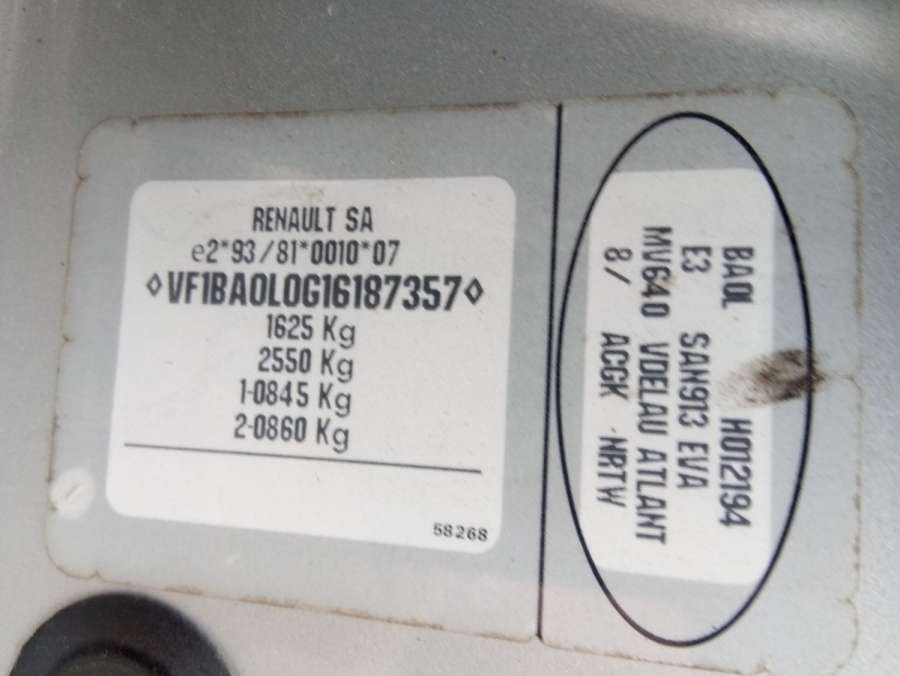 RENAULT SA
e2*93/81*0010*07
◇VF1BA0L0G16187357◇
1625 Kg
2550 Kg
1-0845 Kg
2-0860 Kg
58268
BA0L H012194
E3 SAN913 EVA
MV640 VDELAU ATLANT
8/ ACGK NRTW